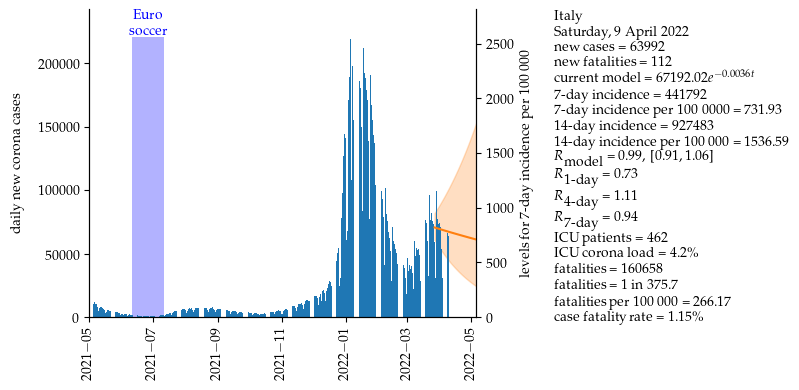 Euro
soccer
daily new corona cases
200000
150000
100000
50000
0
2500
2000
1500
1000
500
0
levels for 7-day incidence per 100 000
2021−05
2021−07
2021−09
2021−11
2022−01
2022−03
2022−05
Italy
Saturday, 9 April 2022
new cases = 63992
new fatalities = 112
current model = 67192.02e^{−0.0036t}
7-day incidence = 441792
7-day incidence per 100 0000 = 731.93
14-day incidence = 927483
14-day incidence per 100 000 = 1536.59
R_model = 0.99, [0.91, 1.06]
R_1-day = 0.73
R_4-day = 1.11
R_7-day = 0.94
ICU patients = 462
ICU corona load = 4.2%
fatalities = 160658
fatalities = 1 in 375.7
fatalities per 100 000 = 266.17
case fatality rate = 1.15%